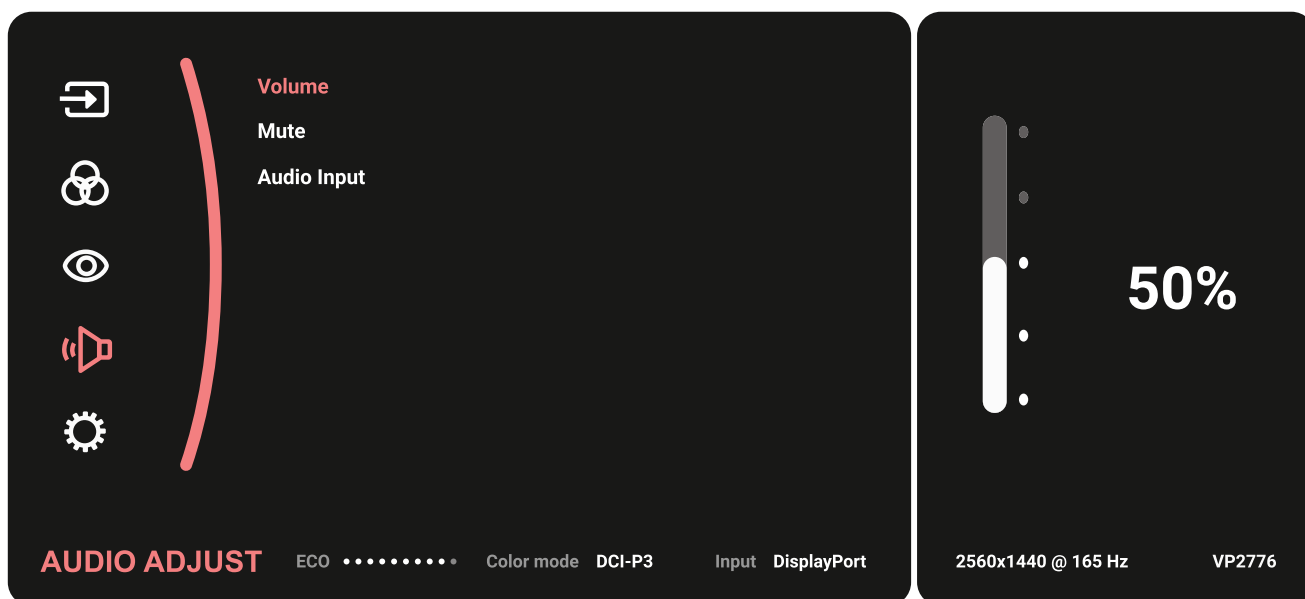 Volume
Mute
Audio Input
50%
AUDIO ADJUST ECO Color mode DCI-P3 Input DisplayPort 2560x1440 @ 165 Hz VP2776